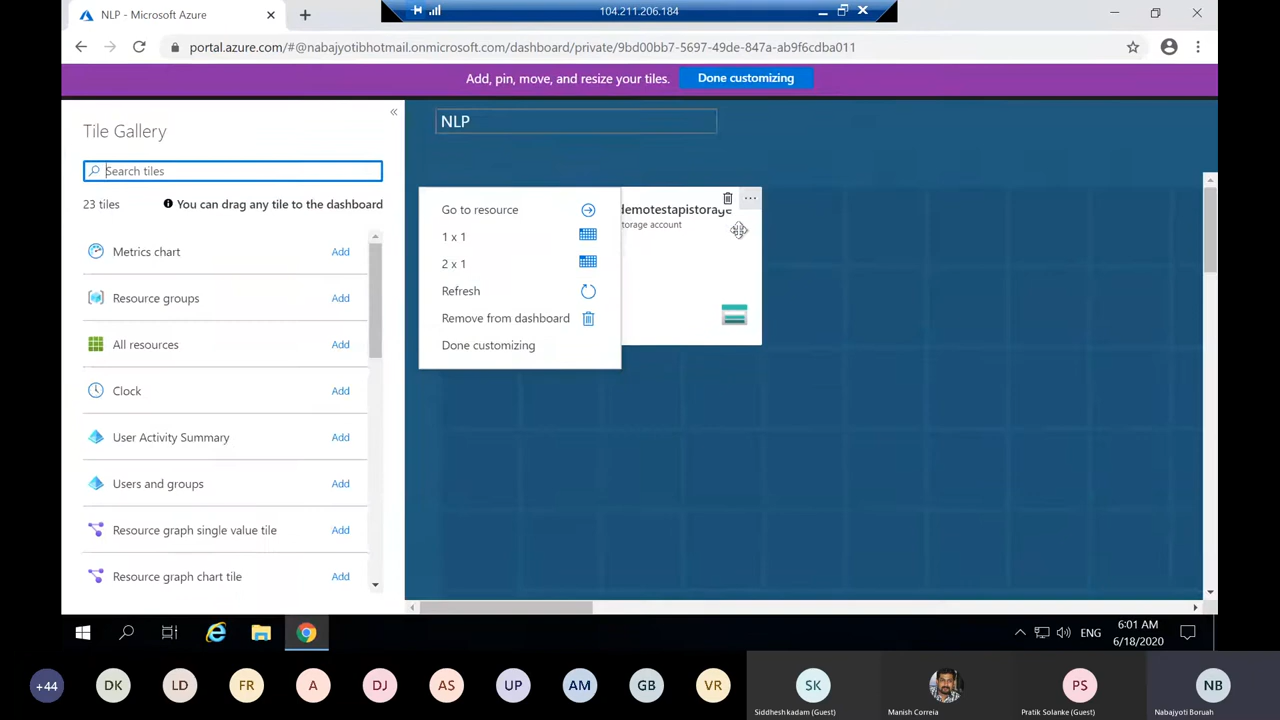 NLP - Microsoft Azure
104.211.206.184
portal.azure.com/#@nabajyotibhotmail.onmicrosoft.com/dashboard/private/9bd00bb7-5697-49de-847a-ab9f6cdba011
Add, pin, move, and resize your tiles.
Done customizing
Tile Gallery
NLP
Search tiles
23 tiles
You can drag any tile to the dashboard
Metrics chart Add
Resource groups Add
All resources Add
Clock Add
User Activity Summary Add
Users and groups Add
Resource graph single value tile Add
Resource graph chart tile Add
Go to resource
1 x 1
2 x 1
Refresh
Remove from dashboard
Done customizing
demotestapistorage
storage account
ENG
6:01 AM
6/18/2020
+44 DK LD FR A DJ AS UP AM GB VR SK PS NB
Siddhesh kadam (Guest) Manish Correia Pratik Solanke (Guest) Nabajyoti Boruah